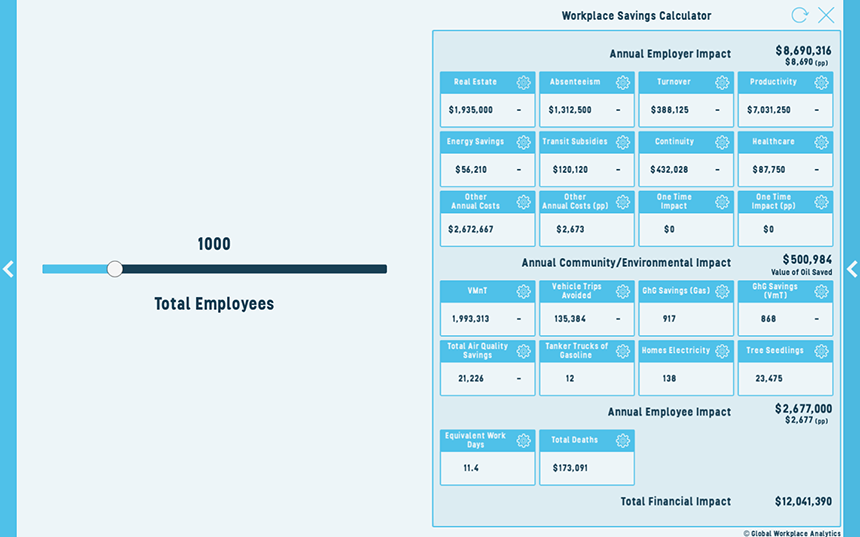 Workplace Savings Calculator
Annual Employer Impact
$8,690,316
$8,690 (pp)
Real Estate
Absenteeism
Turnover
Productivity
$1,935,000 -
$1,312,500 -
$388,125 -
$7,031,250 -
Energy Savings
Transit Subsidies
Continuity
Healthcare
$56,210 -
$120,120 -
$432,028 -
$87,750 -
Other
Annual Costs
Other
Annual Costs (pp)
One Time
Impact
One Time
Impact (pp)
$2,672,667
$2,673
$0
$0
1000
Total Employees
Annual Community/Environmental Impact
$500,984
Value of Oil Saved
VMnT
Vehicle Trips
Avoided
GhG Savings (Gas)
GhG Savings
(VmT)
1,993,313 -
135,384 -
917
868 -
Total Air Quality
Savings
Tanker Trucks of
Gasoline
Homes Electricity
Tree Seedlings
21,226 -
12
138
23,475
Annual Employee Impact
$2,677,000
$2,677 (pp)
Equivalent Work
Days
Total Deaths
11.4
$173,091
Total Financial Impact
$12,041,390
© Global Workplace Analytics